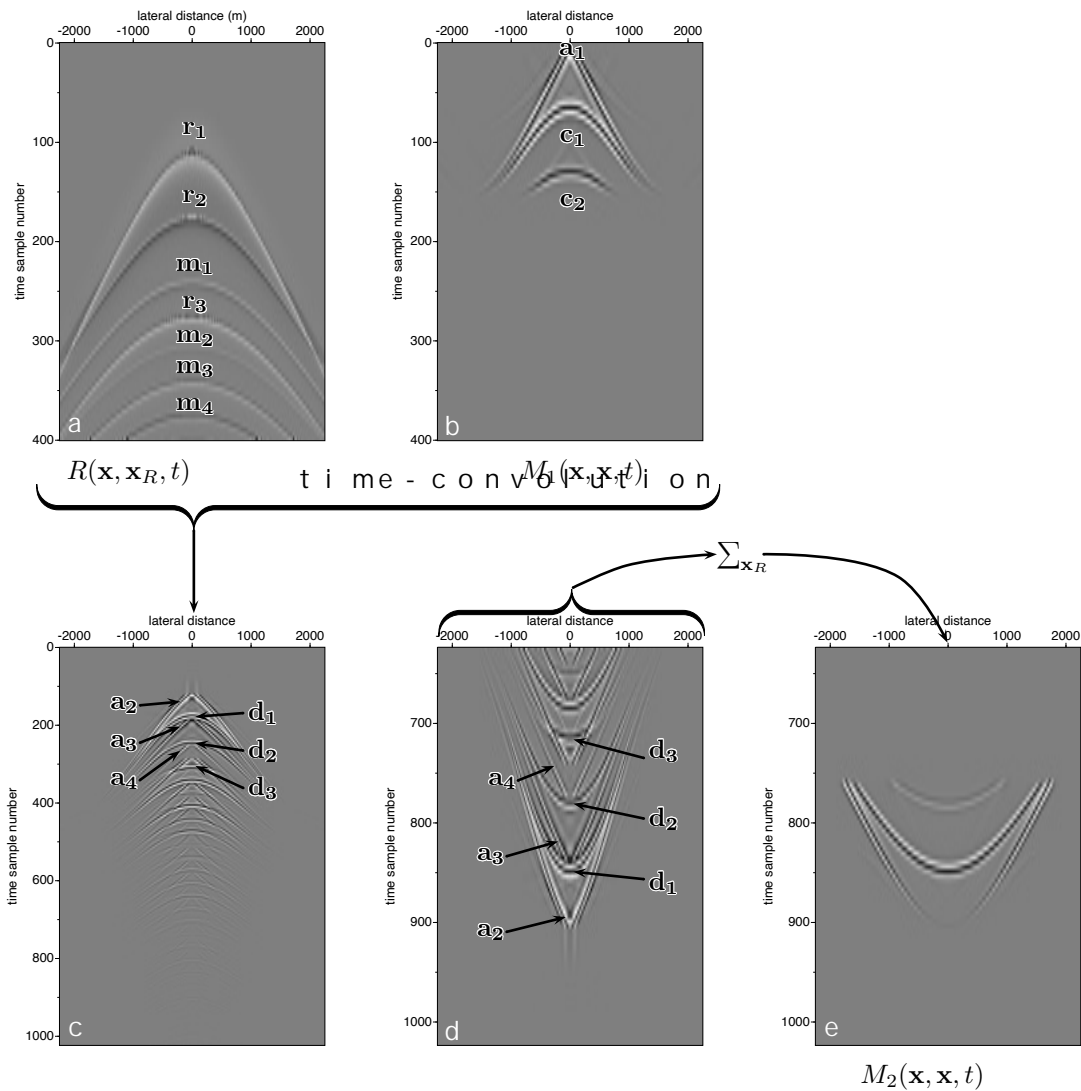 lateral distance (m)
-2000 -1000 0 1000 2000
time sample number
0
100
200
300
400
r1
r2
m1
r3
m2
m3
m4
a
R(x, xR, t)
lateral distance
-2000 -1000 0 1000 2000
time sample number
0
100
200
300
400
a1
c1
c2
b
M1(x, x, t)
time-convolution
∑xR
lateral distance
-2000 -1000 0 1000 2000
time sample number
0
200
400
600
800
1000
a2
d1
a3
d2
a4
d3
c
lateral distance
-2000 -1000 0 1000 2000
time sample number
700
800
900
1000
d3
a4
d2
a3
d1
a2
d
lateral distance
-2000 -1000 0 1000 2000
time sample number
700
800
900
1000
e
M2(x, x, t)